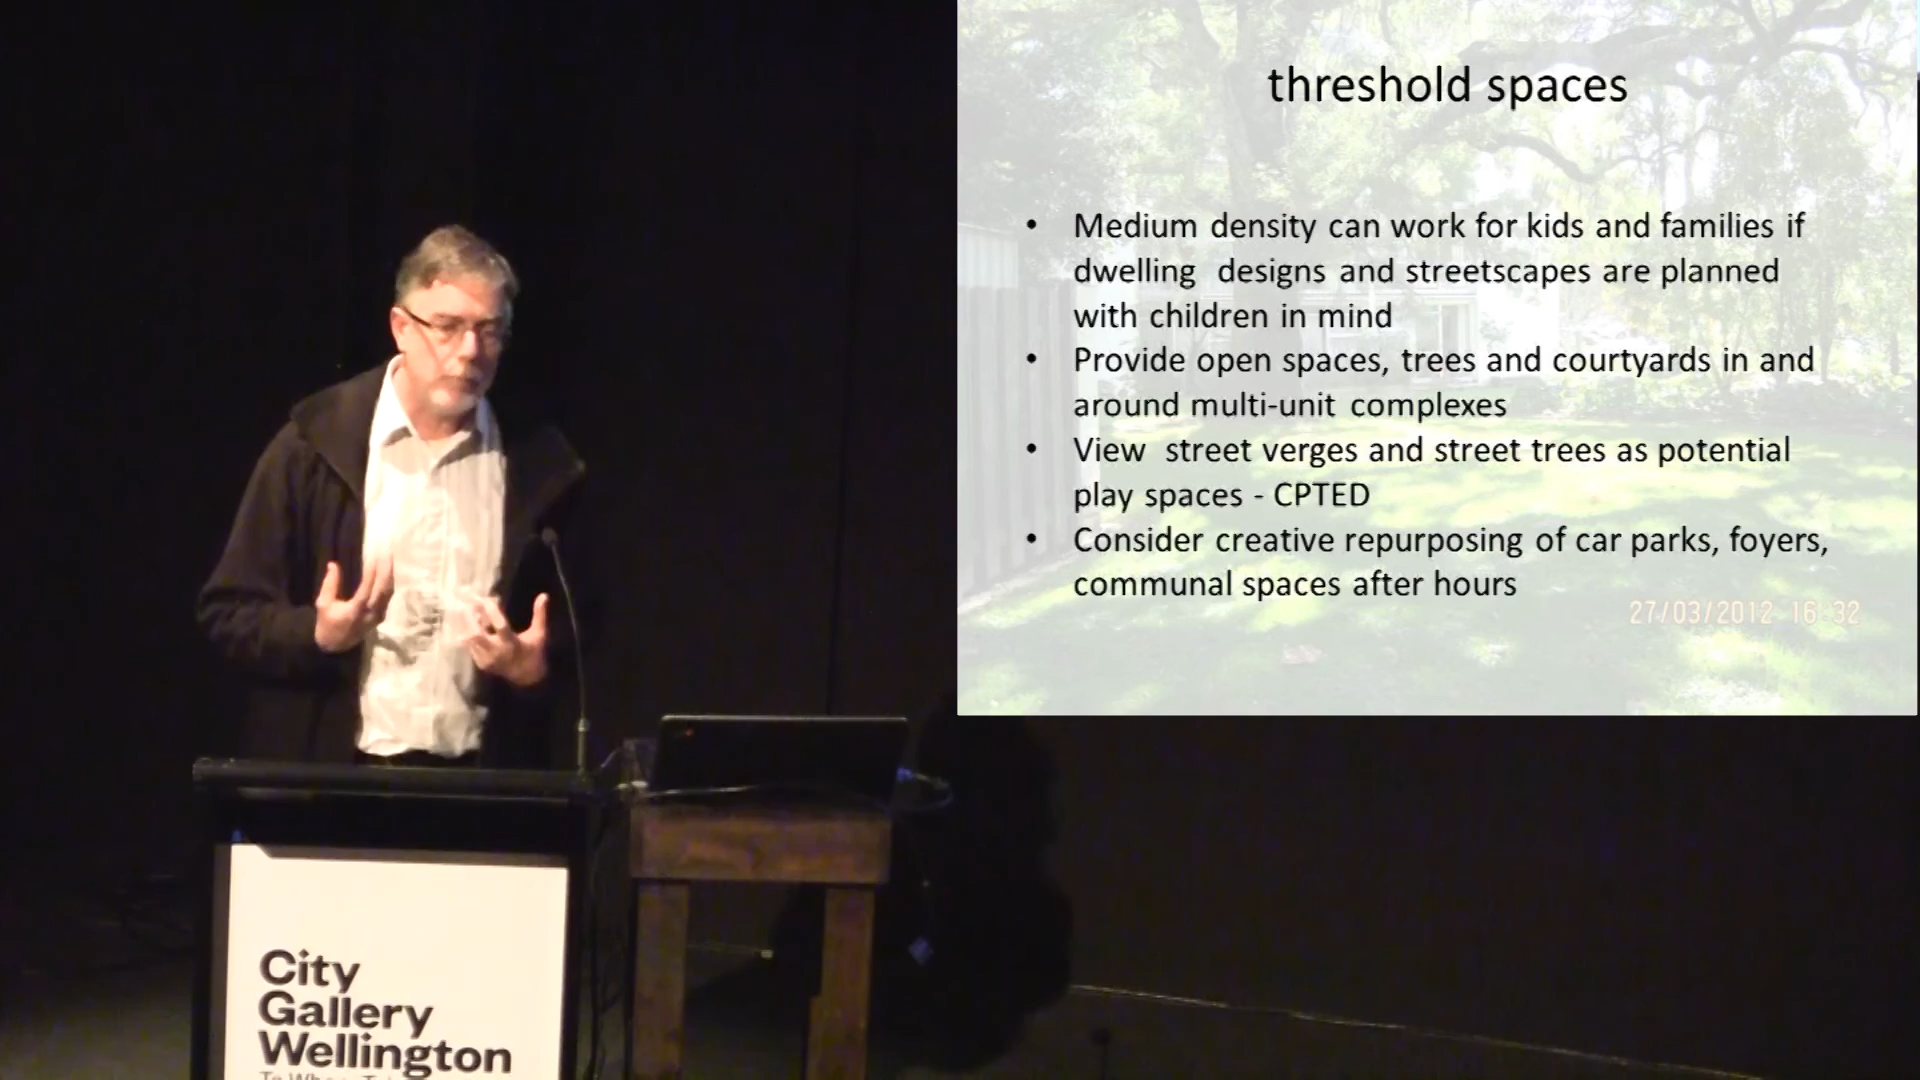 threshold spaces
• Medium density can work for kids and families if
dwelling designs and streetscapes are planned
with children in mind
• Provide open spaces, trees and courtyards in and
around multi-unit complexes
• View street verges and street trees as potential
play spaces - CPTED
• Consider creative repurposing of car parks, foyers,
communal spaces after hours
27/03/2012 16:32
City
Gallery
Wellington